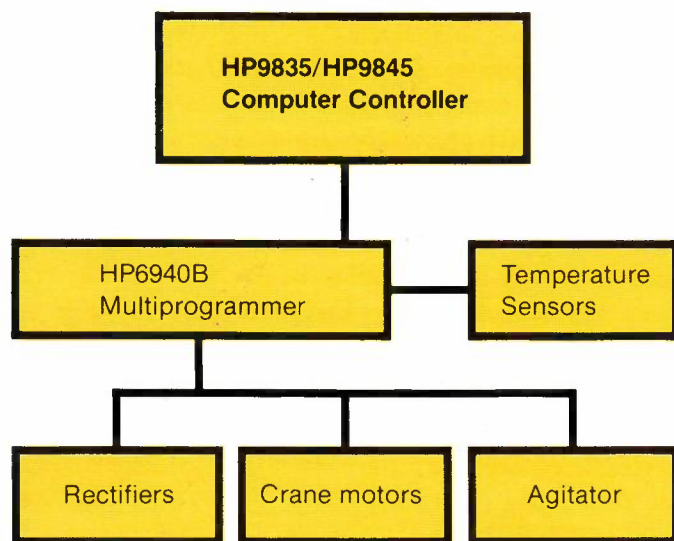 HP9835/HP9845
Computer Controller
HP6940B
Multiprogrammer
Temperature
Sensors
Rectifiers
Crane motors
Agitator